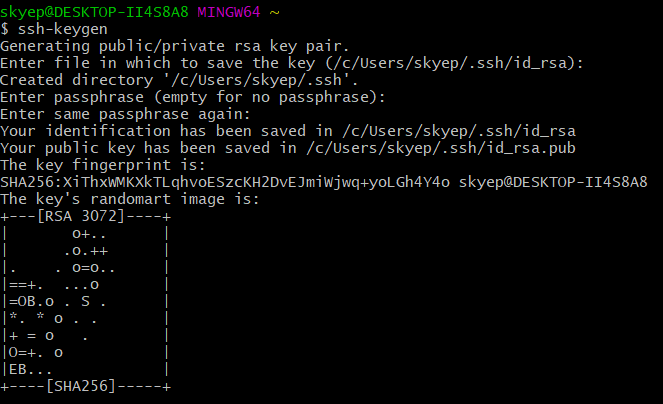 skyep@DESKTOP-II4S8A8 MINGW64 ~
$ ssh-keygen
Generating public/private rsa key pair.
Enter file in which to save the key (/c/Users/skyep/.ssh/id_rsa):
Created directory '/c/Users/skyep/.ssh'.
Enter passphrase (empty for no passphrase):
Enter same passphrase again:
Your identification has been saved in /c/Users/skyep/.ssh/id_rsa
Your public key has been saved in /c/Users/skyep/.ssh/id_rsa.pub
The key fingerprint is:
SHA256:XiThxWMKXkTLqhvoESzcKH2DvEJmiWjwq+yoLGh4Y4o skyep@DESKTOP-II4S8A8
The key's randomart image is:
+---[RSA 3072]----+
|       o+..      |
|      .o.++      |
|.    . o=o..     |
|==+.  ...o       |
|=OB.o . S .      |
|*. * o . .       |
|+ = o   .        |
|O=+. o           |
|EB...            |
+----[SHA256]-----+